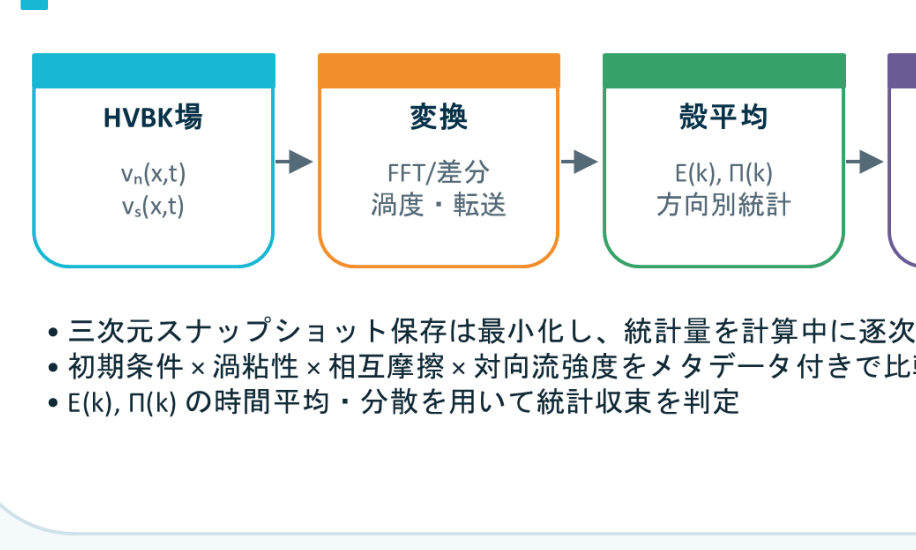 HVBK場
vₙ(x,t)
vₛ(x,t)
変換
FFT/差分
渦度・転送
殻平均
E(k), Π(k)
方向別統計
• 三次元スナップショット保存は最小化し、統計量を計算中に逐次
• 初期条件 × 渦粘性 × 相互摩擦 × 対向流強度をメタデータ付きで比
• E(k), Π(k) の時間平均・分散を用いて統計収束を判定